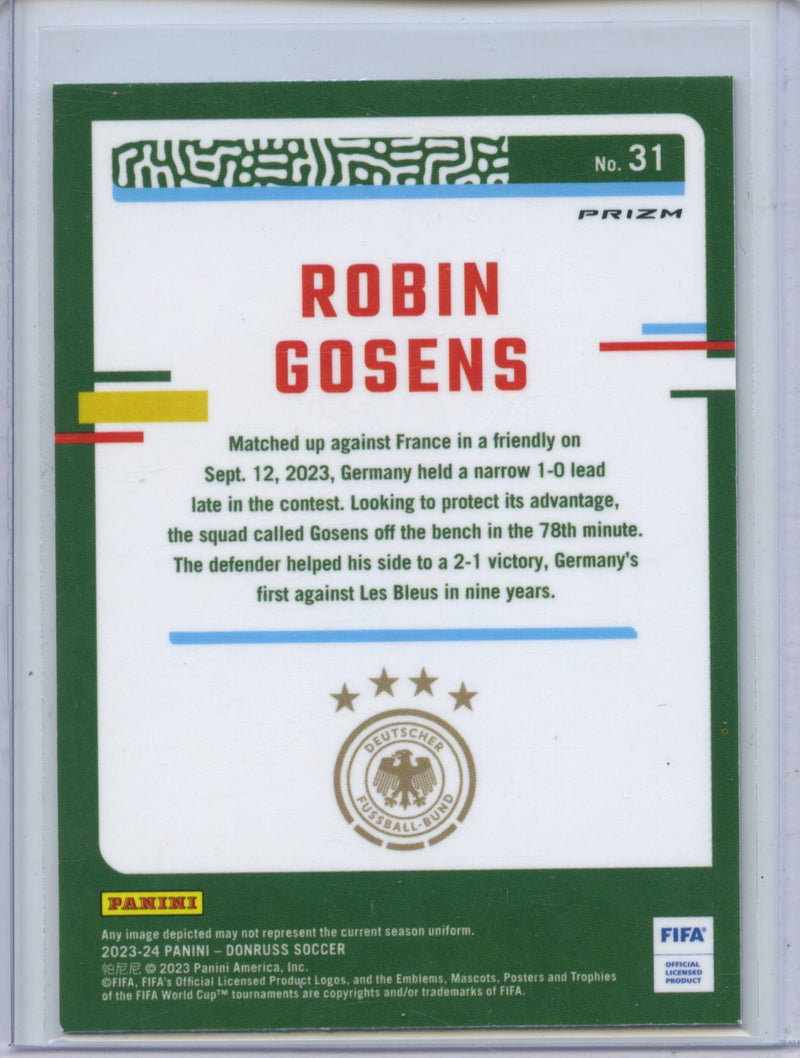 No. 31
PRIZM
ROBIN
GOSENS
Matched up against France in a friendly on
Sept. 12, 2023, Germany held a narrow 1-0 lead
late in the contest. Looking to protect its advantage,
the squad called Gosens off the bench in the 78th minute.
The defender helped his side to a 2-1 victory, Germany's
first against Les Bleus in nine years.
DEUTSCHER
FUSSBALL-BUND
PANINI
Any image depicted may not represent the current season uniform.
2023-24 PANINI – DONRUSS SOCCER
帕尼尼 © 2023 Panini America, Inc.
©FIFA, FIFA's Official Licensed Product Logos, and the Emblems, Mascots, Posters and Trophies
of the FIFA World Cup™ tournaments are copyrights and/or trademarks of FIFA.
FIFA®
OFFICIAL
LICENSED
PRODUCT